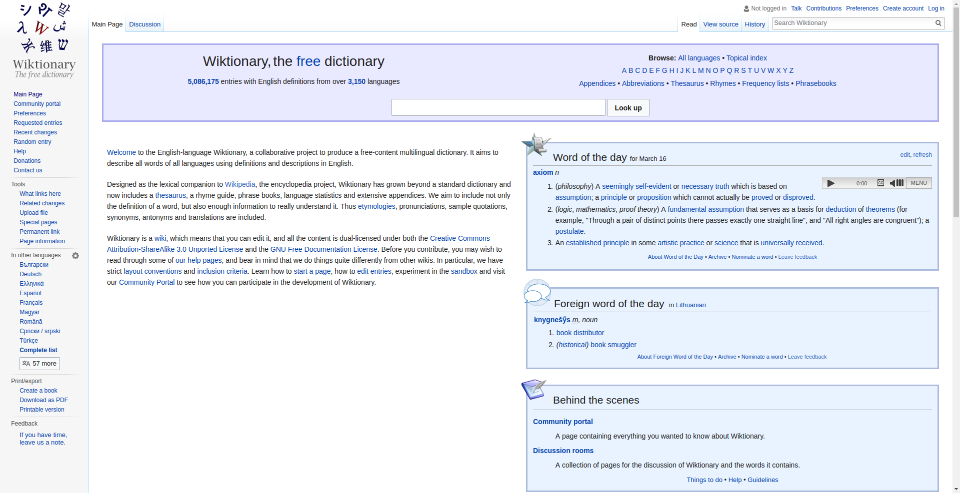 Not logged in Talk Contributions Preferences Create account Log in
Main Page Discussion Read View source History Search Wiktionary
Wiktionary
The free dictionary
Main Page
Community portal
Preferences
Requested entries
Recent changes
Random entry
Help
Donations
Contact us
Tools
What links here
Related changes
Upload file
Special pages
Permanent link
Page information
In other languages
Български
Deutsch
Ελληνικά
Español
Français
Magyar
Română
Српски / srpski
Türkçe
Complete list
57 more
Print/export
Create a book
Download as PDF
Printable version
Feedback
If you have time,
leave us a note.
Wiktionary, the free dictionary
5,086,175 entries with English definitions from over 3,150 languages
Browse: All languages • Topical index
A B C D E F G H I J K L M N O P Q R S T U V W X Y Z
Appendices • Abbreviations • Thesaurus • Rhymes • Frequency lists • Phrasebooks
Look up
Welcome to the English-language Wiktionary, a collaborative project to produce a free-content multilingual dictionary. It aims to
describe all words of all languages using definitions and descriptions in English.
Designed as the lexical companion to Wikipedia, the encyclopedia project, Wiktionary has grown beyond a standard dictionary and
now includes a thesaurus, a rhyme guide, phrase books, language statistics and extensive appendices. We aim to include not only
the definition of a word, but also enough information to really understand it. Thus etymologies, pronunciations, sample quotations,
synonyms, antonyms and translations are included.
Wiktionary is a wiki, which means that you can edit it, and all the content is dual-licensed under both the Creative Commons
Attribution-ShareAlike 3.0 Unported License and the GNU Free Documentation License. Before you contribute, you may wish to
read through some of our help pages, and bear in mind that we do things quite differently from other wikis. In particular, we have
strict layout conventions and inclusion criteria. Learn how to start a page, how to edit entries, experiment in the sandbox and visit
our Community Portal to see how you can participate in the development of Wiktionary.
Word of the day for March 16
edit, refresh
axiom n
0:00 MENU
1. (philosophy) A seemingly self-evident or necessary truth which is based on
assumption; a principle or proposition which cannot actually be proved or disproved.
2. (logic, mathematics, proof theory) A fundamental assumption that serves as a basis for deduction of theorems (for
example, "Through a pair of distinct points there passes exactly one straight line", and "All right angles are congruent"); a
postulate.
3. An established principle in some artistic practice or science that is universally received.
About Word of the Day • Archive • Nominate a word • Leave feedback
Foreign word of the day in Lithuanian
knygnešỹs m, noun
1. book distributor
2. (historical) book smuggler
About Foreign Word of the Day • Archive • Nominate a word • Leave feedback
Behind the scenes
Community portal
A page containing everything you wanted to know about Wiktionary.
Discussion rooms
A collection of pages for the discussion of Wiktionary and the words it contains.
Things to do • Help • Guidelines